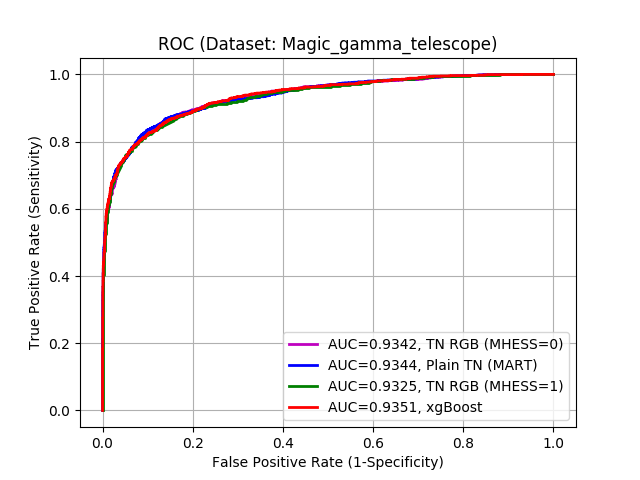 ROC (Dataset: Magic_gamma_telescope)
True Positive Rate (Sensitivity)
1.0
0.8
0.6
0.4
0.2
0.0
AUC=0.9342, TN RGB (MHESS=0)
AUC=0.9344, Plain TN (MART)
AUC=0.9325, TN RGB (MHESS=1)
AUC=0.9351, xgBoost
0.0 0.2 0.4 0.6 0.8 1.0
False Positive Rate (1-Specificity)